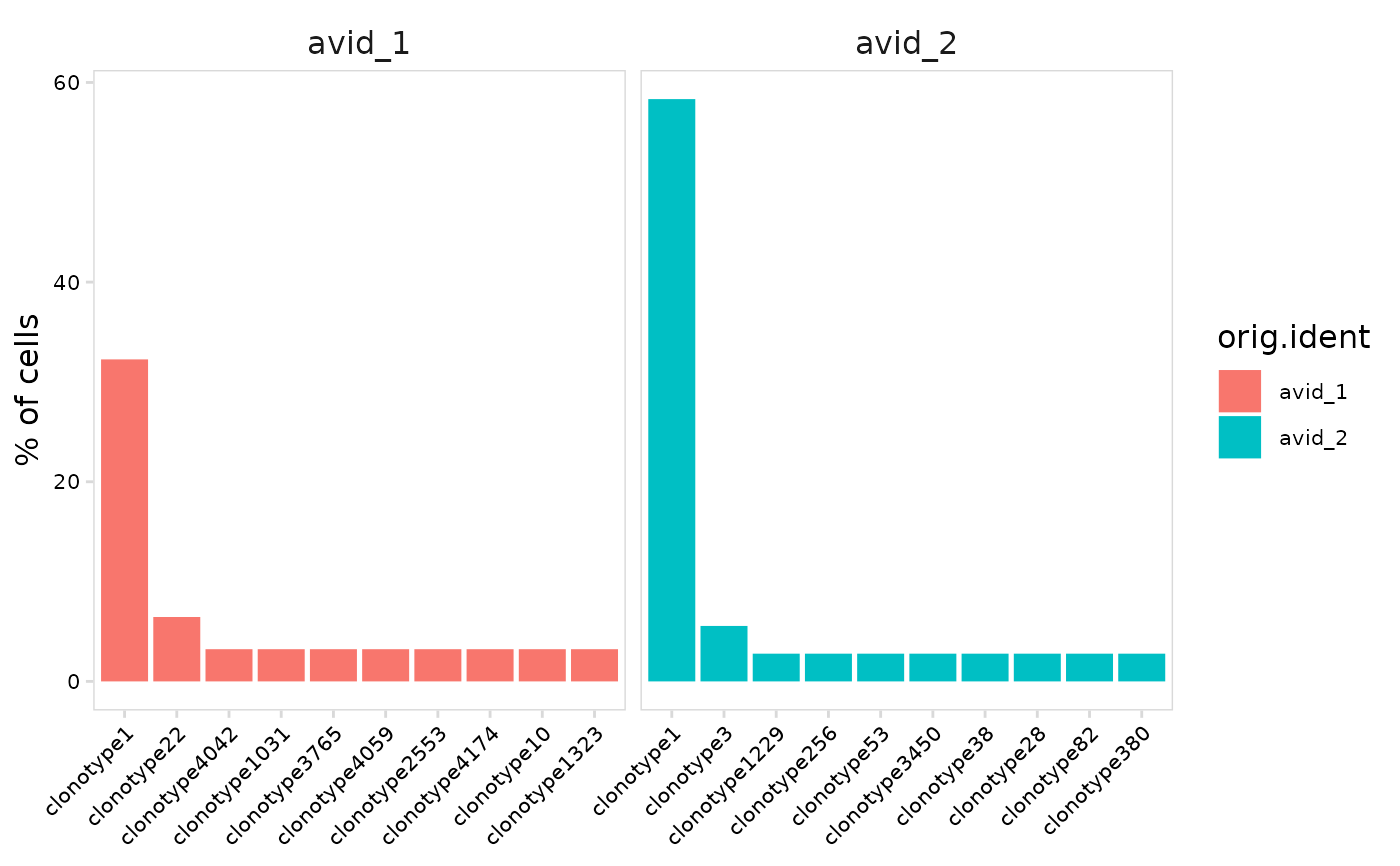 avid_1
avid_2
% of cells
60
40
20
0
clonotype1
clonotype22
clonotype4042
clonotype1031
clonotype3765
clonotype4059
clonotype2553
clonotype4174
clonotype10
clonotype1323
clonotype1
clonotype3
clonotype1229
clonotype256
clonotype53
clonotype3450
clonotype38
clonotype28
clonotype82
clonotype380
orig.ident
avid_1
avid_2